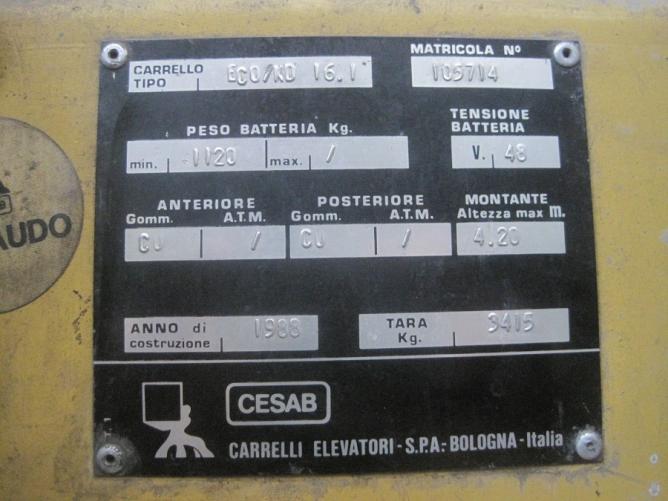 CARRELLO TIPO ECO/KD 16.1
MATRICOLA N° 105714
PESO BATTERIA Kg.
min. 1120 max. /
TENSIONE
BATTERIA
V. 48
ANTERIORE
Gomm. A.T.M.
CU /
POSTERIORE
Gomm. A.T.M.
CU /
MONTANTE
Altezza max m.
4.20
ANNO di
costruzione 1988
TARA
Kg. 3415
CESAB
CARRELLI ELEVATORI-S.P.A.-BOLOGNA-Italia
AUDO